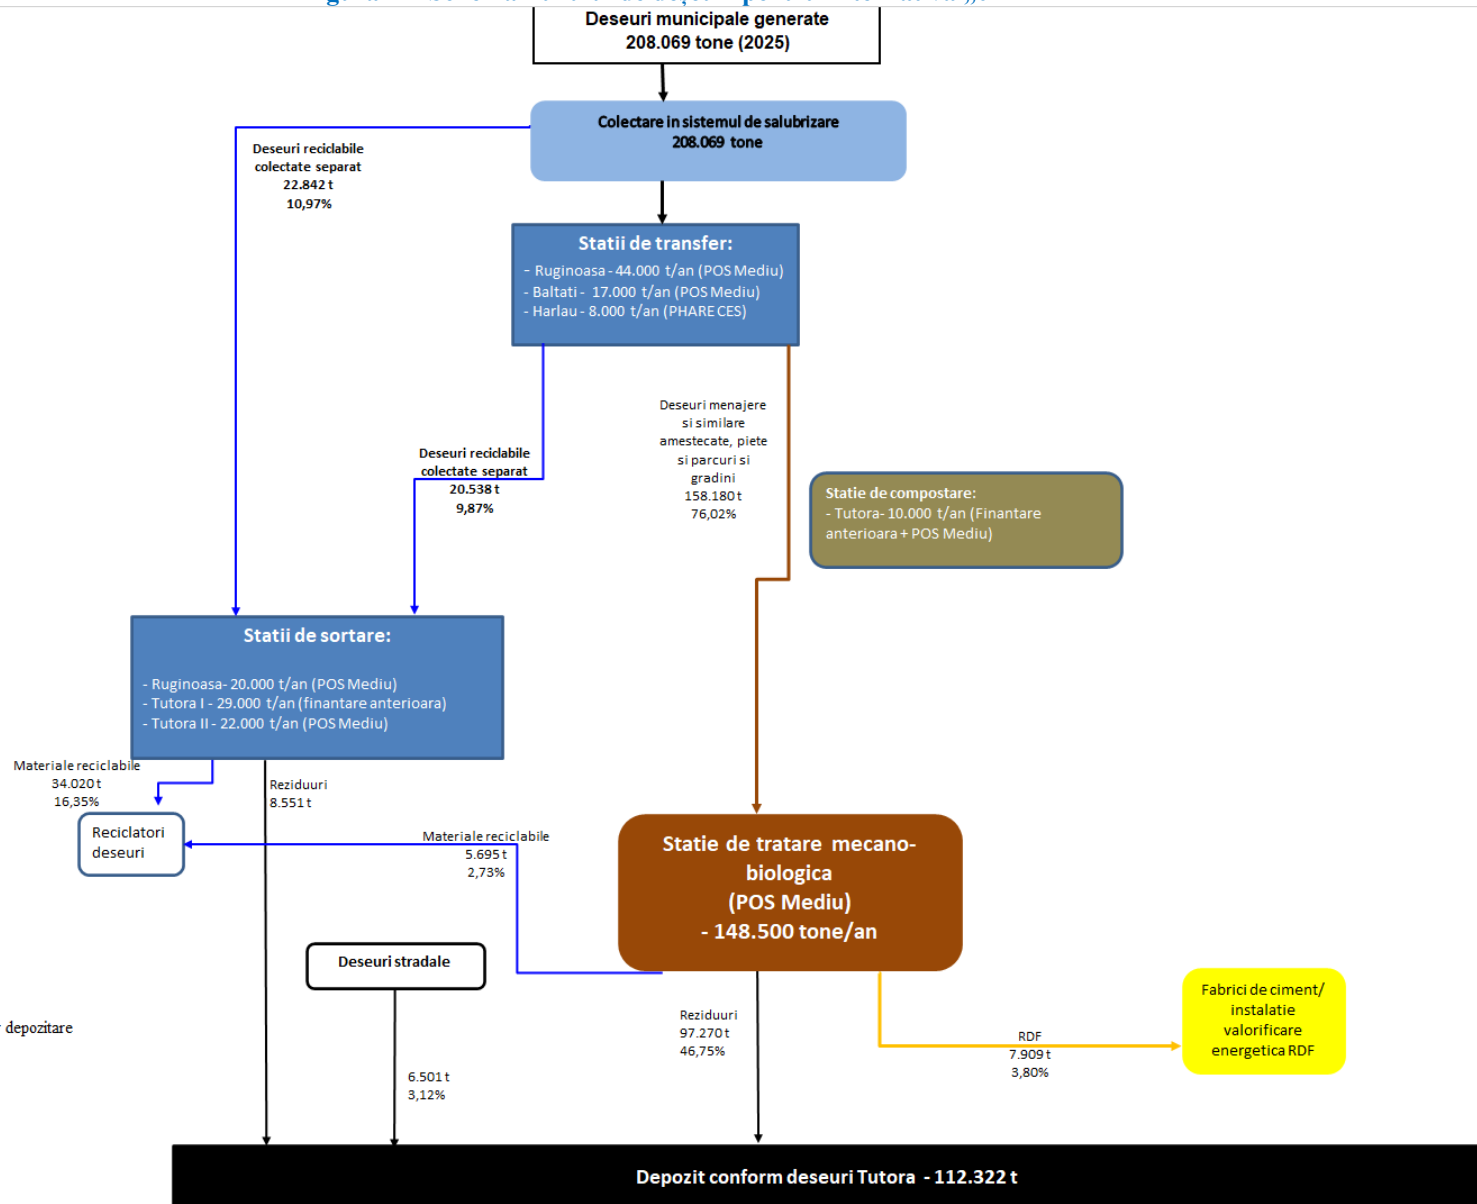 Deseuri municipale generate
208.069 tone (2025)
Colectare in sistemul de salubrizare
208.069 tone
Deseuri reciclabile
colectate separat
22.842 t
10,97%
Statii de transfer:
- Ruginoasa - 44.000 t/an (POS Mediu)
- Baltati - 17.000 t/an (POS Mediu)
- Harlau - 8.000 t/an (PHARE CES)
Deseuri menajere
si similare
amestecate, piete
si parcuri si
gradini
158.180 t
76,02%
Deseuri reciclabile
colectate separat
20.538 t
9,87%
Statie de compostare:
- Tutora- 10.000 t/an (Finantare
anterioara + POS Mediu)
Statii de sortare:
- Ruginoasa- 20.000 t/an (POS Mediu)
- Tutora I - 29.000 t/an (finantare anterioara)
- Tutora II - 22.000 t/an (POS Mediu)
Materiale reciclabile
34.020 t
16,35%
Reziduuri
8.551 t
Reciclatori
deseuri
Materiale reciclabile
5.695 t
2,73%
Statie de tratare mecano-
biologica
(POS Mediu)
- 148.500 tone/an
Deseuri stradale
Reziduuri
97.270 t
46,75%
RDF
7.909 t
3,80%
Fabrici de ciment/
instalatie
valorificare
energetica RDF
depozitare
6.501 t
3,12%
Depozit conform deseuri Tutora - 112.322 t